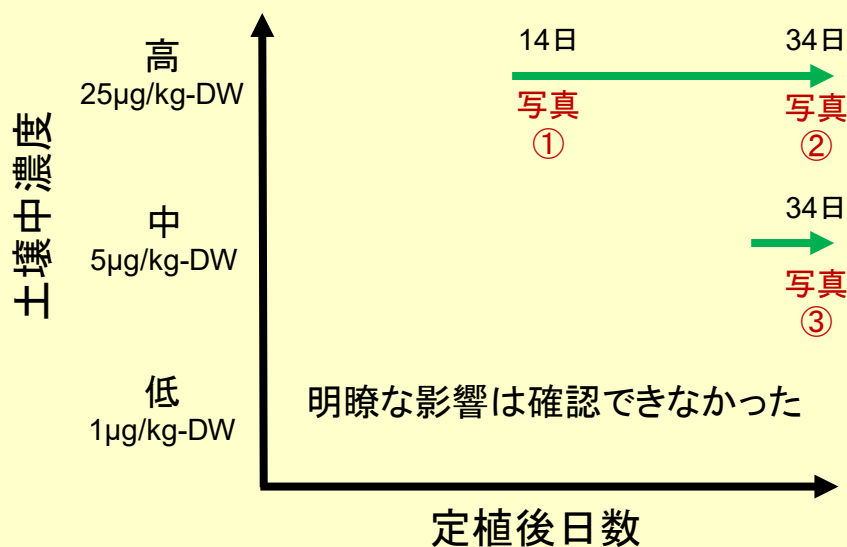 土壌中濃度
高
25µg/kg-DW
14日
34日
写真
①
写真
②
中
5µg/kg-DW
34日
写真
③
低
1µg/kg-DW
明瞭な影響は確認できなかった
定植後日数